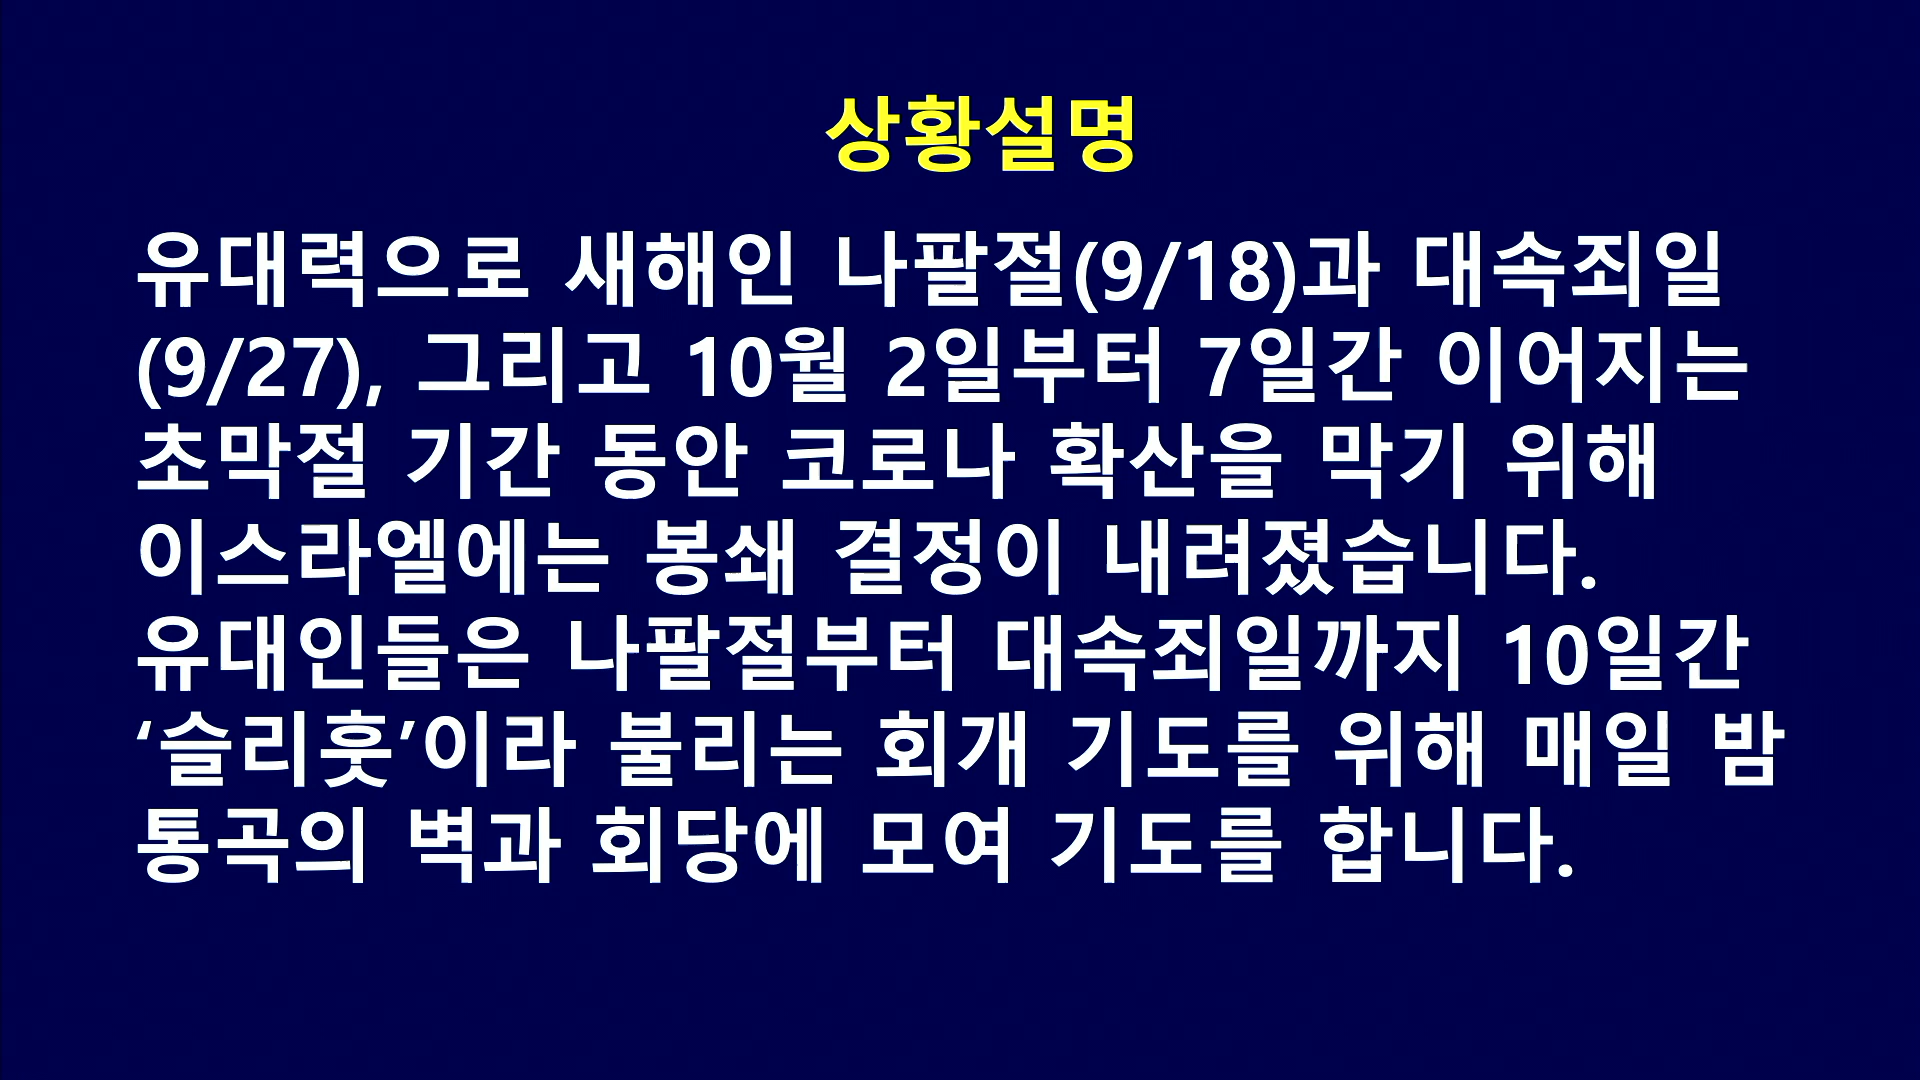 상황설명
유대력으로 새해인 나팔절(9/18)과 대속죄일
(9/27), 그리고 10월 2일부터 7일간 이어지는
초막절 기간 동안 코로나 확산을 막기 위해
이스라엘에는 봉쇄 결정이 내려졌습니다.
유대인들은 나팔절부터 대속죄일까지 10일간
‘슬리홋’이라 불리는 회개 기도를 위해 매일 밤
통곡의 벽과 회당에 모여 기도를 합니다.